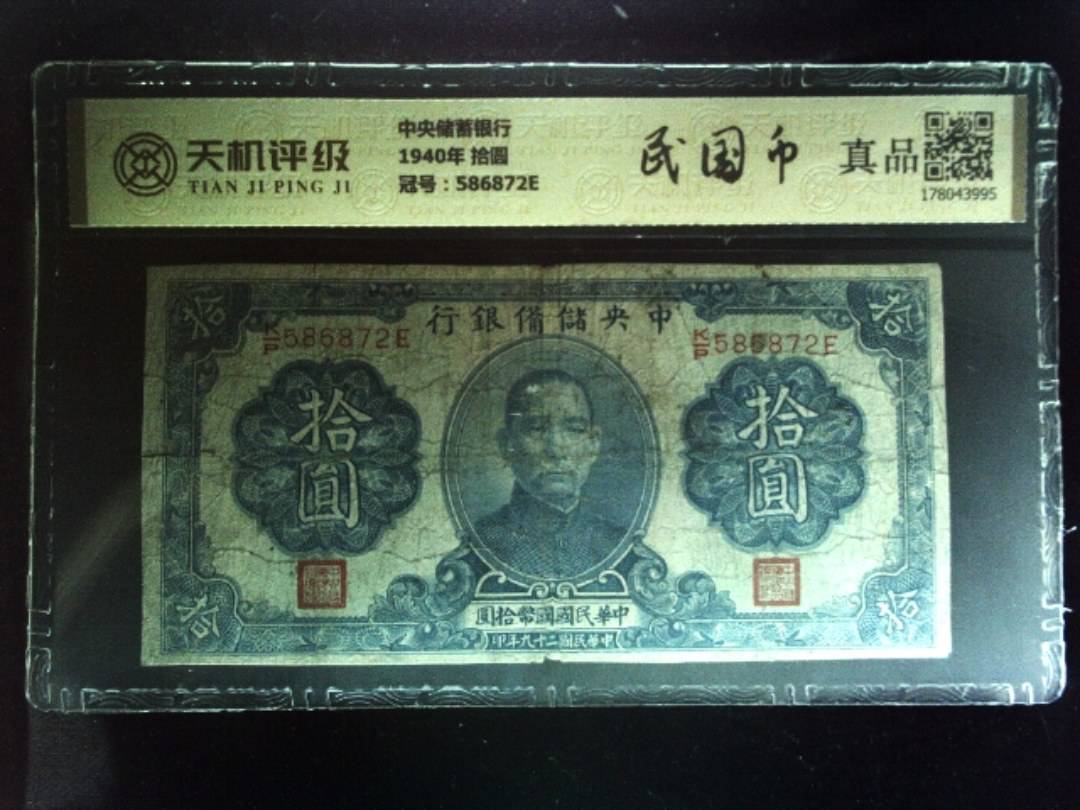 天机评级
TIAN JI PING JI
中央储蓄银行
1940年 拾圆
冠号：586872E
民国币
真品
178043995
拾
拾
行銀備儲央中
K/P 586872E
K/P 586872E
拾圓
拾圓
圓拾幣國國民華中
印年九十二國民華中
拾
拾